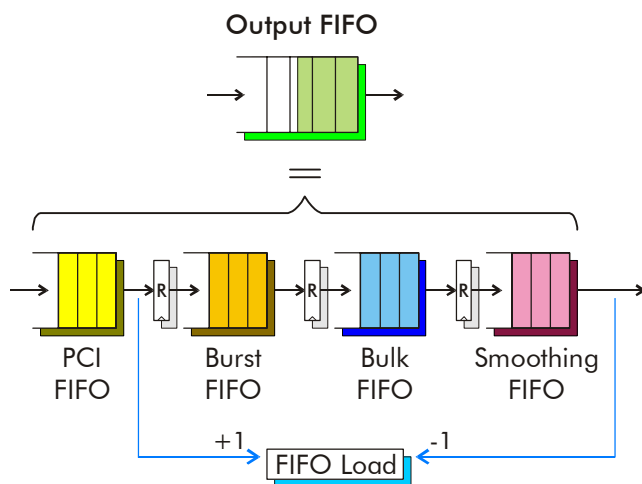 Output FIFO
=
R
R
R
PCI
FIFO
Burst
FIFO
Bulk
FIFO
Smoothing
FIFO
+1
-1
FIFO Load